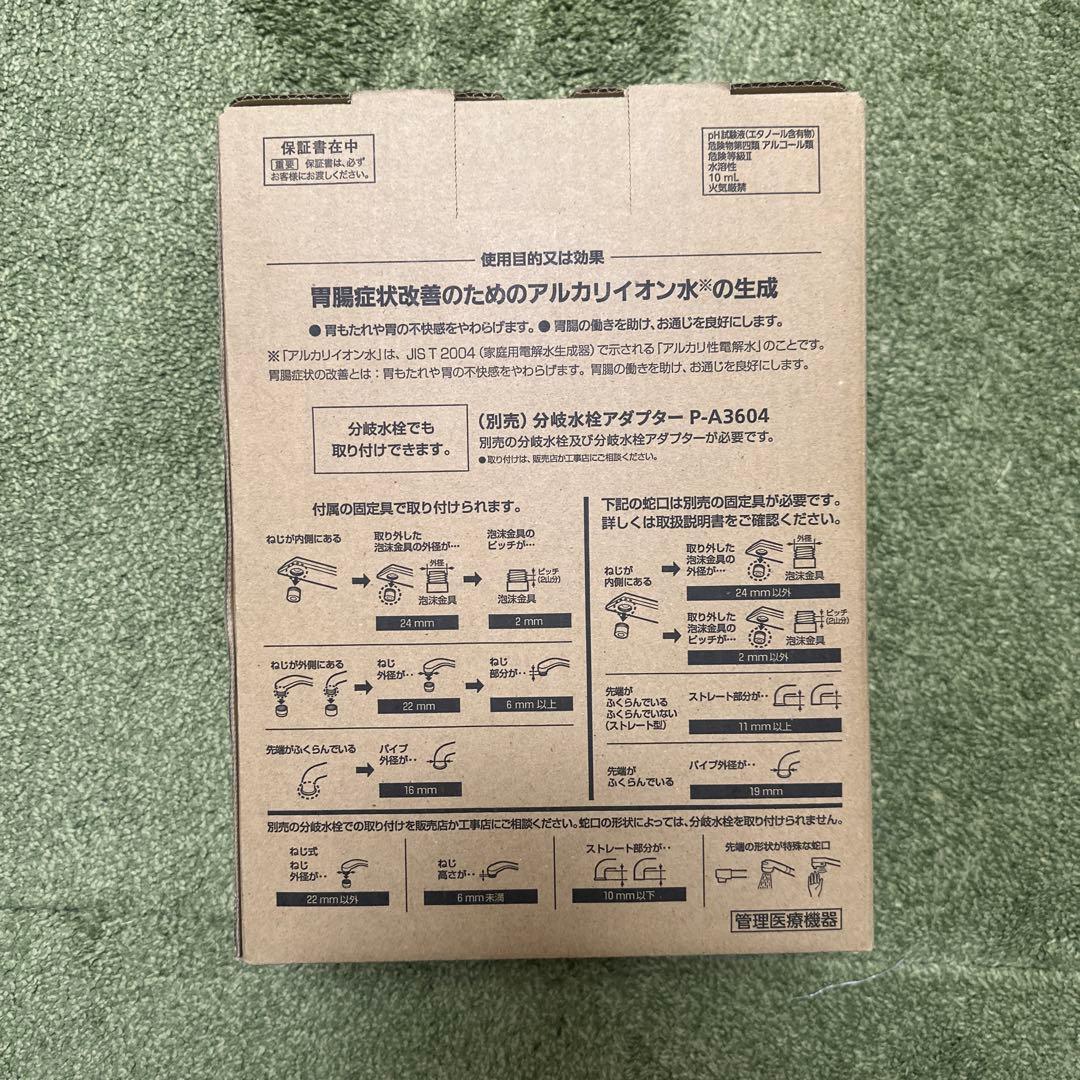 保証書在中
重要 保証書は、必ず
お客様にお渡しください。
pH試験液(エタノール含有物)
危険物第四類 アルコール類
危険等級Ⅱ
水溶性
10 mL
火気厳禁
使用目的又は効果
胃腸症状改善のためのアルカリイオン水※の生成
● 胃もたれや胃の不快感をやわらげます。● 胃腸の働きを助け、お通じを良好にします。
※「アルカリイオン水」は、JIS T 2004（家庭用電解水生成器）で示される「アルカリ性電解水」のことです。
胃腸症状の改善とは：胃もたれや胃の不快感をやわらげます。胃腸の働きを助け、お通じを良好にします。
分岐水栓でも
取り付けできます。
（別売）分岐水栓アダプター P-A3604
別売の分岐水栓及び分岐水栓アダプターが必要です。
●取り付けは、販売店か工事店にご相談ください。
付属の固定具で取り付けられます。
ねじが内側にある
取り外した
泡沫金具の外径が…
外径
泡沫金具
24 mm
泡沫金具の
ピッチが…
ピッチ
(2山分)
泡沫金具
2 mm
ねじが外側にある
ねじ
外径が‥
22 mm
ねじ
部分が‥
6 mm 以上
先端がふくらんでいる
パイプ
外径が‥
16 mm
下記の蛇口は別売の固定具が必要です。
詳しくは取扱説明書をご確認ください。
ねじが
内側にある
取り外した
泡沫金具の
外径が…
外径
泡沫金具
24 mm 以外
取り外した
泡沫金具の
ピッチが…
ピッチ
(2山分)
泡沫金具
2 mm以外
先端が
ふくらんでいる
ふくらんでいない
（ストレート型）
ストレート部分が‥
11 mm 以上
先端が
ふくらんでいる
パイプ外径が‥
19 mm
別売の分岐水栓での取り付けを販売店か工事店にご相談ください。蛇口の形状によっては、分岐水栓を取り付けられません。
ねじ式
ねじ
外径が‥
22 mm 以外
ねじ
高さが‥
6 mm 未満
ストレート部分が‥
10 mm 以下
先端の形状が特殊な蛇口
管理医療機器